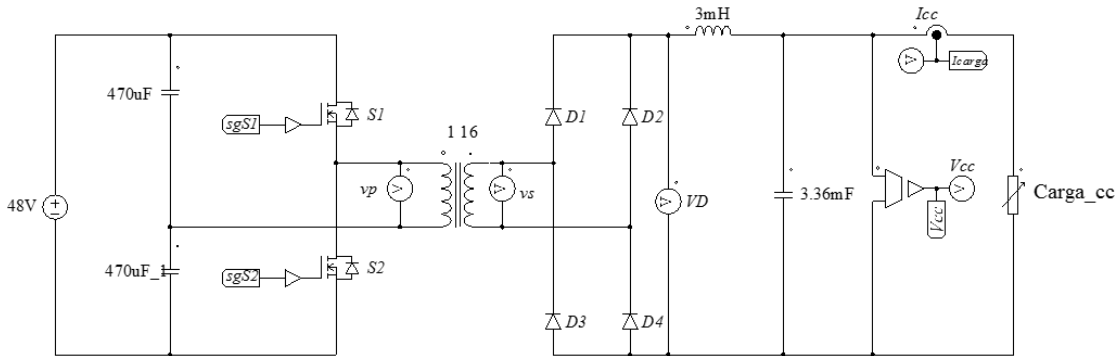 3mH
Icc
V
Icarga
470uF
sgS1
S1
D1
D2
1 16
48V
vp
V
V
vs
V
VD
3.36mF
Vcc
V
Vcc
Carga_cc
470uF_1
sgS2
S2
D3
D4